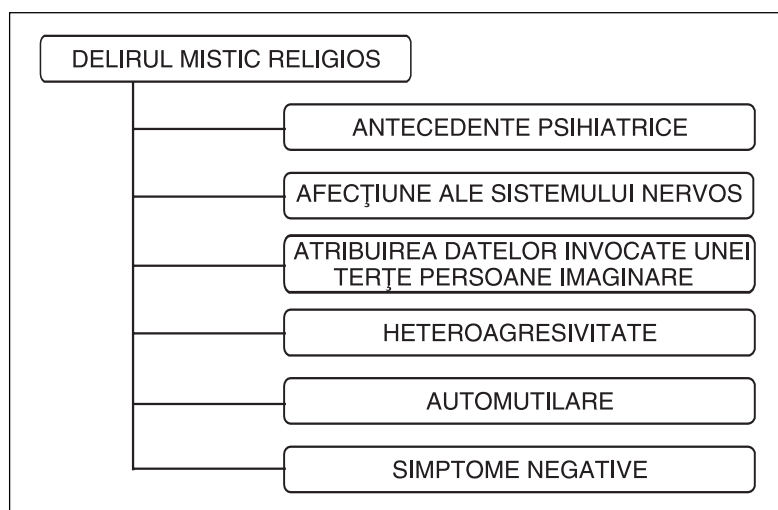 DELIRUL MISTIC RELIGIOS
ANTECEDENTE PSIHIATRICE
AFECŢIUNE ALE SISTEMULUI NERVOS
ATRIBUIREA DATELOR INVOCATE UNEI
TERŢE PERSOANE IMAGINARE
HETEROAGRESIVITATE
AUTOMUTILARE
SIMPTOME NEGATIVE